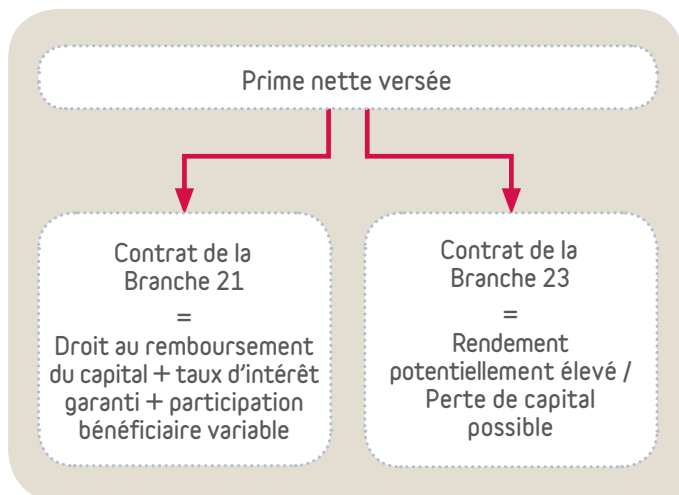 Prime nette versée
Contrat de la
Branche 21
=
Droit au remboursement
du capital + taux d'intérêt
garanti + participation
bénéficiaire variable
Contrat de la
Branche 23
=
Rendement
potentiellement élevé /
Perte de capital
possible